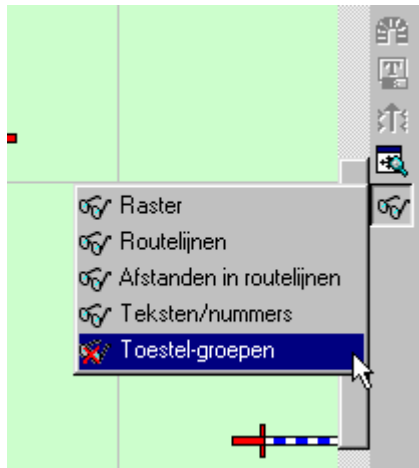 T
Raster
Routelijnen
Afstanden in routelijnen
Teksten/nummers
Toestel-groepen